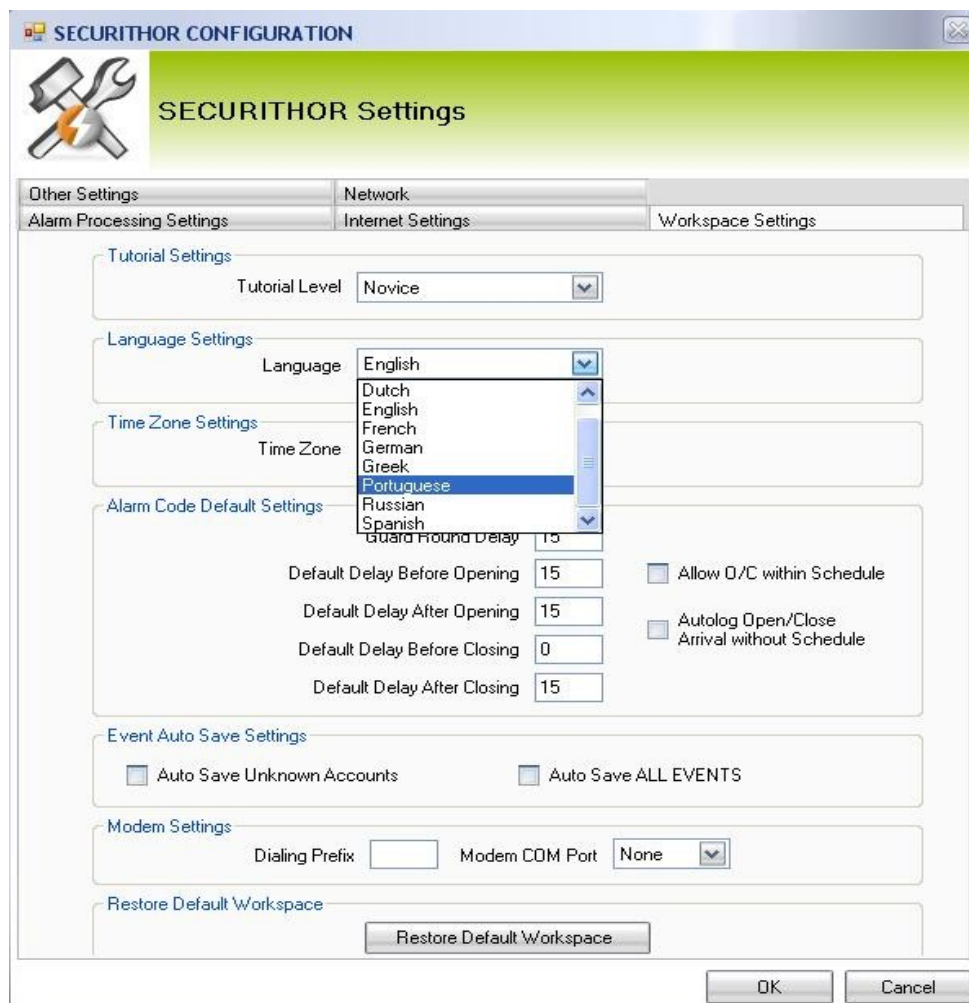 SECURITHOR CONFIGURATION
SECURITHOR Settings
Other Settings Network
Alarm Processing Settings Internet Settings Workspace Settings
Tutorial Settings
Tutorial Level Novice
Language Settings
Language English
Dutch
English
French
Time Zone Settings
Time Zone German
Greek
Portuguese
Russian
Alarm Code Default Settings
Spanish
Guard Round Delay 15
Default Delay Before Opening 15 Allow O/C within Schedule
Default Delay After Opening 15 Autolog Open/Close
Arrival without Schedule
Default Delay Before Closing 0
Default Delay After Closing 15
Event Auto Save Settings
Auto Save Unknown Accounts Auto Save ALL EVENTS
Modem Settings
Dialing Prefix Modem COM Port None
Restore Default Workspace
Restore Default Workspace
OK Cancel